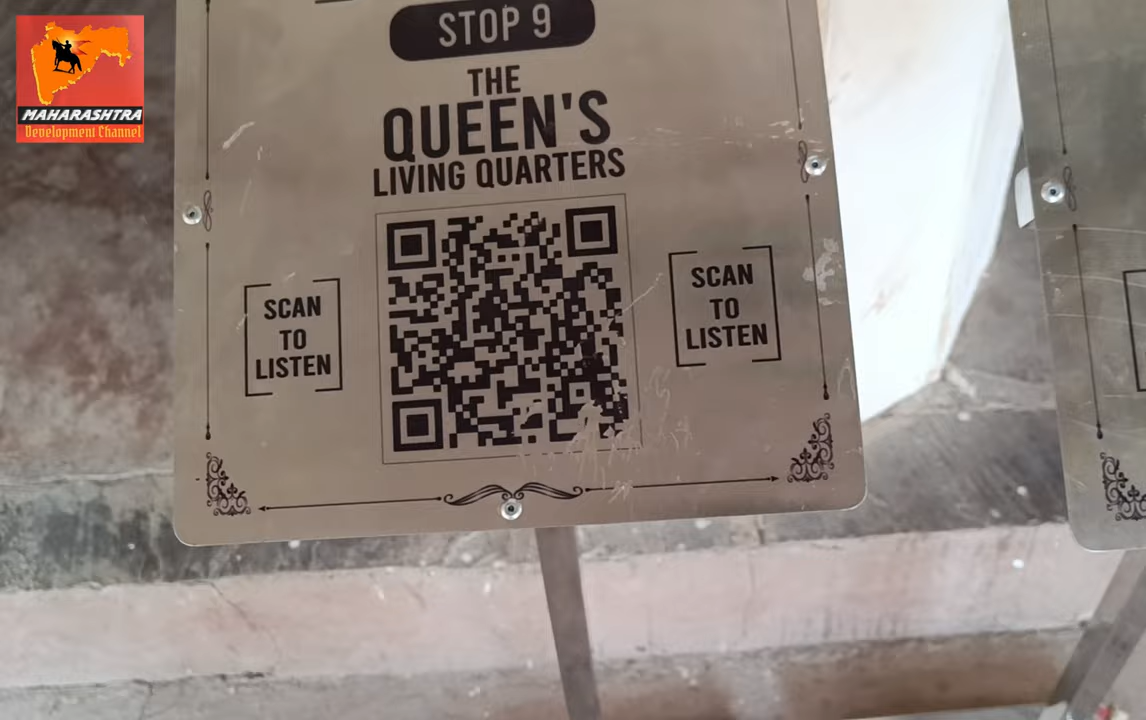 MAHARASHTRA
Development Channel
STOP 9
THE
QUEEN'S
LIVING QUARTERS
SCAN
TO
LISTEN
SCAN
TO
LISTEN